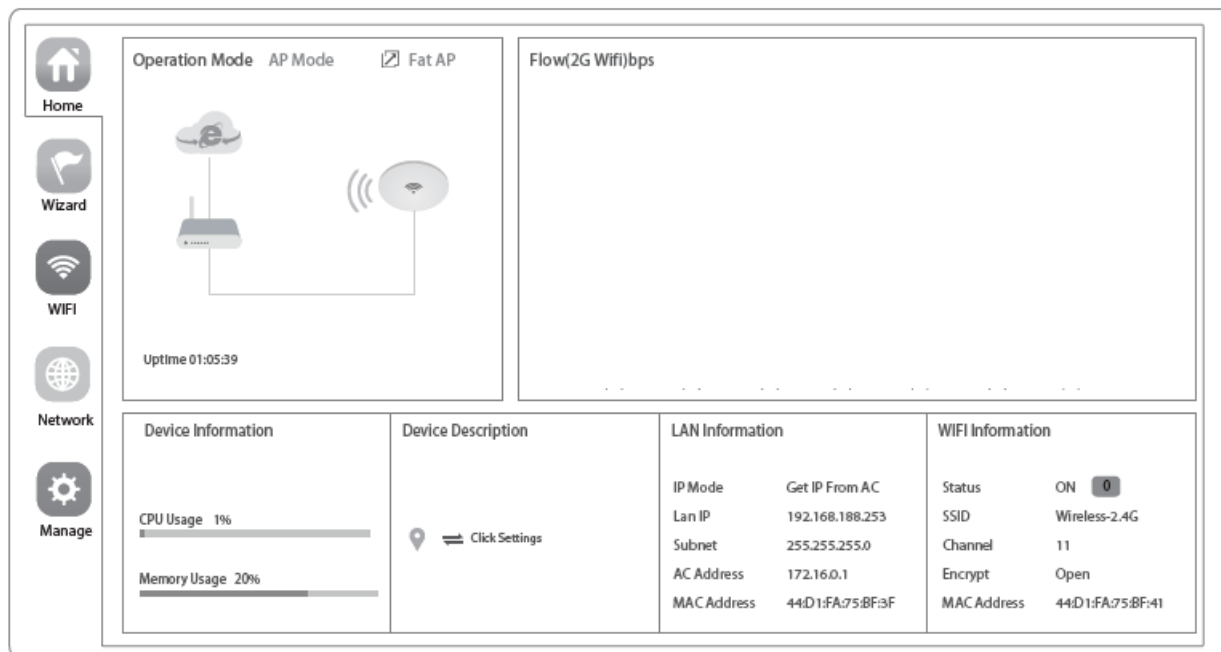 Home
Wizard
WIFI
Network
Manage
Operation Mode AP Mode Fat AP
Uptime 01:05:39
Flow(2G Wifi)bps
Device Information
CPU Usage 1%
Memory Usage 20%
Device Description
Click Settings
LAN Information
IP Mode Get IP From AC
Lan IP 192.168.188.253
Subnet 255.255.255.0
AC Address 172.16.0.1
MAC Address 44:D1:FA:75:BF:3F
WIFI Information
Status ON 0
SSID Wireless-2.4G
Channel 11
Encrypt Open
MAC Address 44:D1:FA:75:BF:41